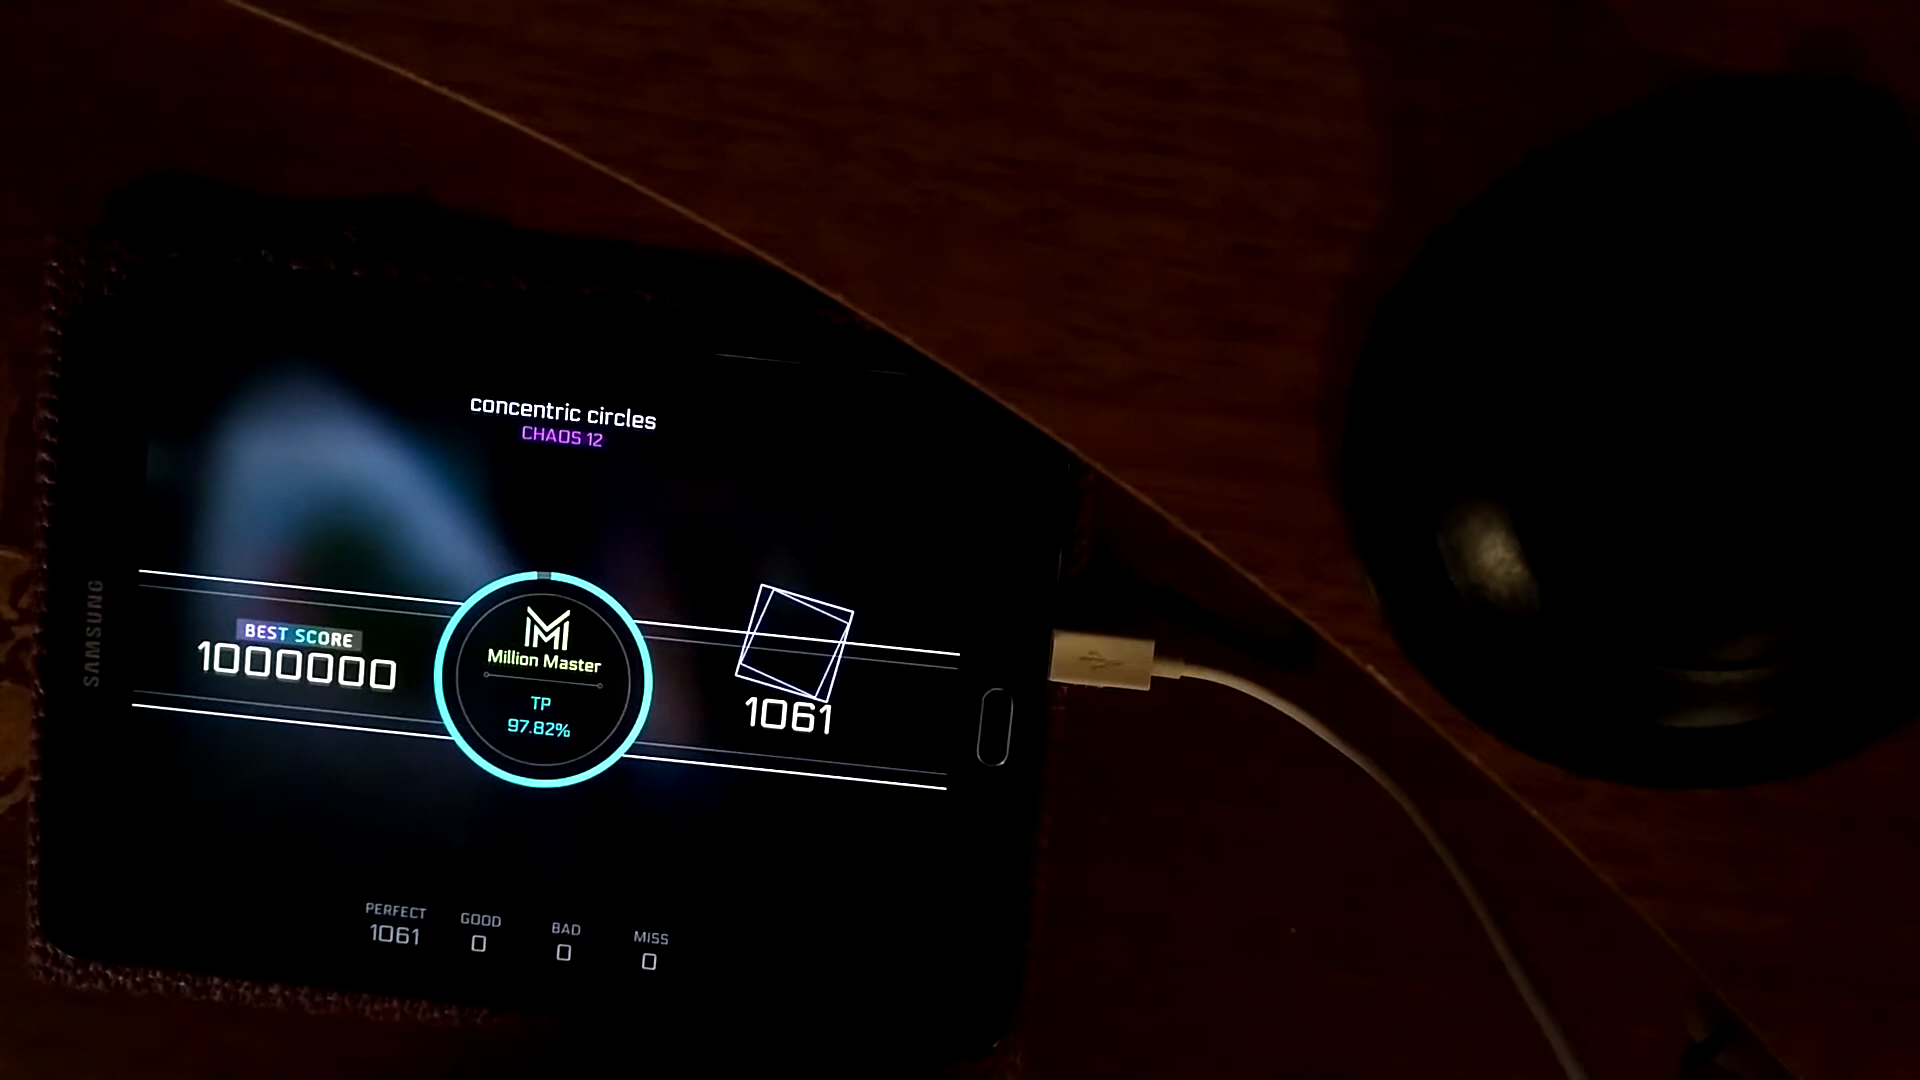 concentric circles
CHAOS 12
SAMSUNG
BEST SCORE
1000000
Million Master
TP
97.82%
1061
PERFECT
1061
GOOD
0
BAD
0
MISS
0